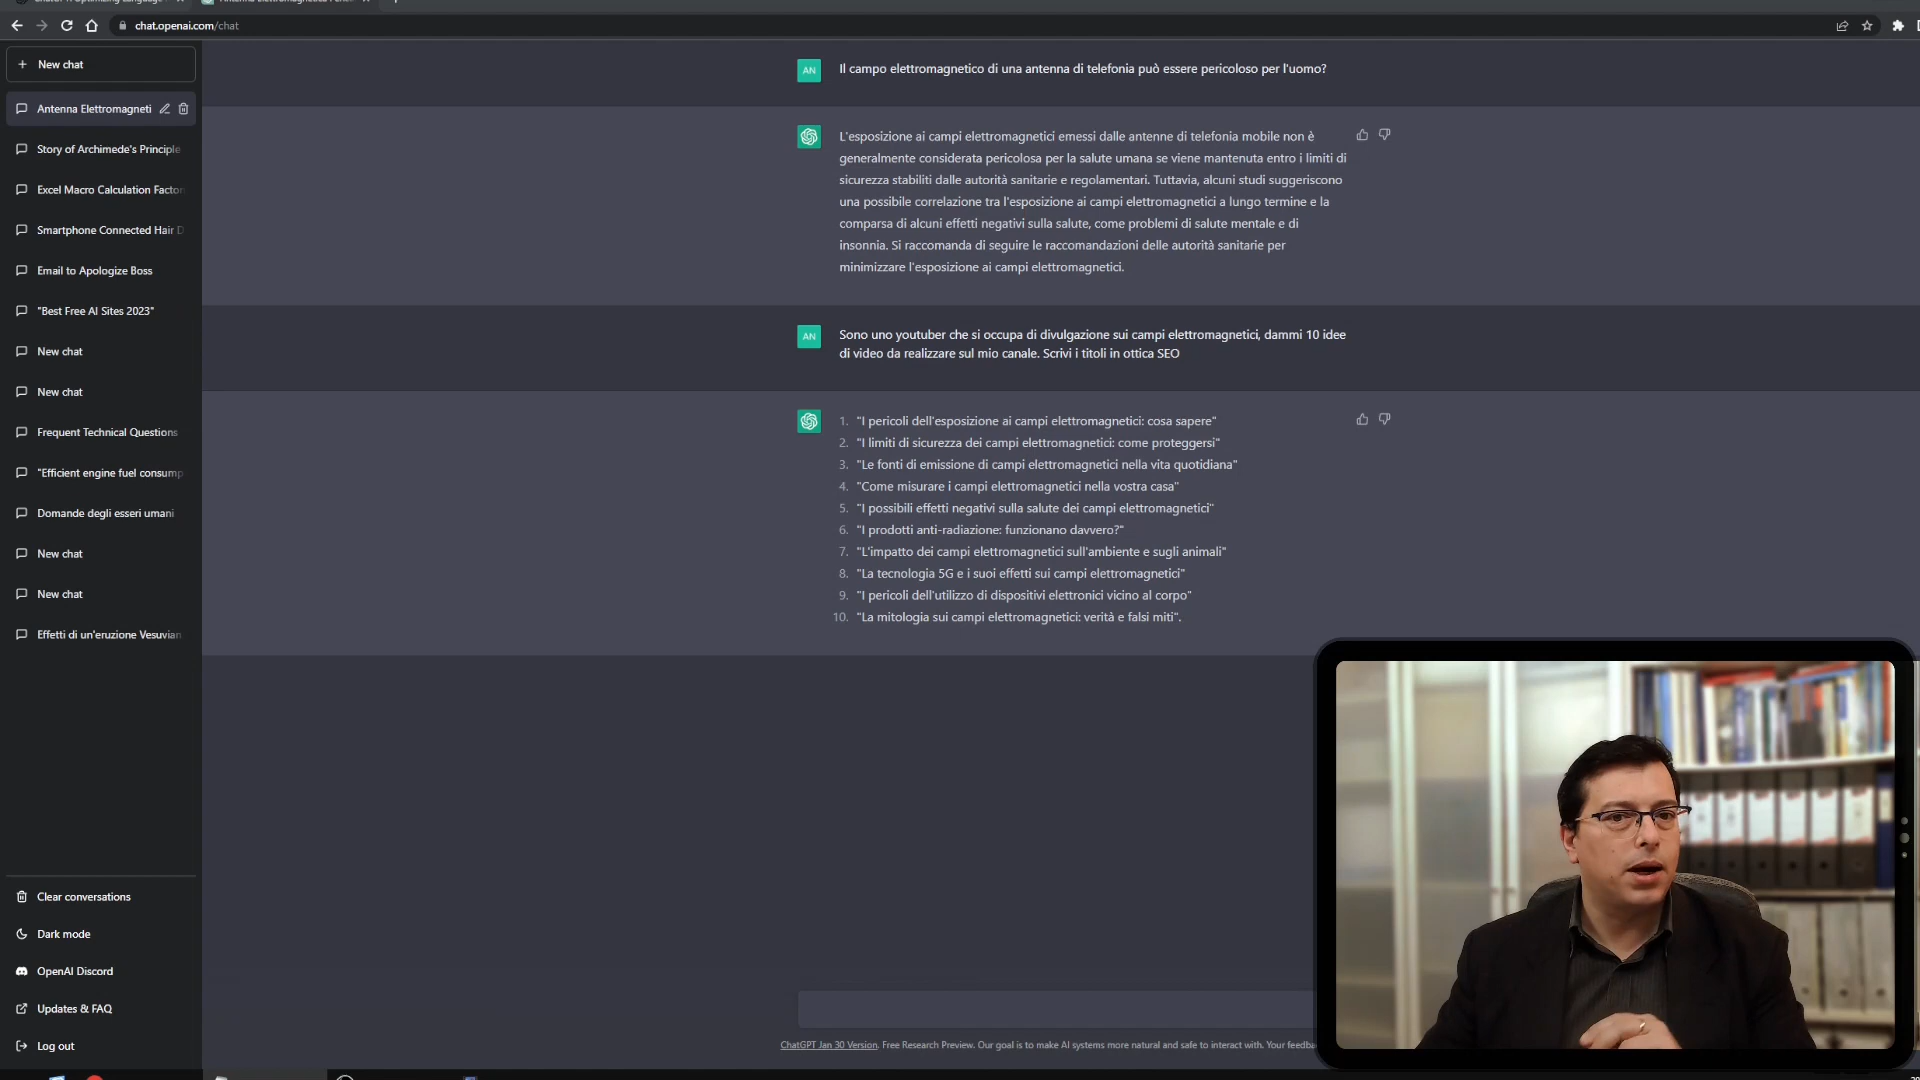 chat.openai.com/chat
New chat
Antenna Elettromagneti
Story of Archimede's Principle
Excel Macro Calculation Factor
Smartphone Connected Hair D
Email to Apologize Boss
"Best Free AI Sites 2023"
New chat
New chat
Frequent Technical Questions
"Efficient engine fuel consump
Domande degli esseri umani
New chat
New chat
Effetti di un'eruzione Vesuvian
Clear conversations
Dark mode
OpenAI Discord
Updates & FAQ
Log out
AN
Il campo elettromagnetico di una antenna di telefonia può essere pericoloso per l'uomo?
L'esposizione ai campi elettromagnetici emessi dalle antenne di telefonia mobile non è
generalmente considerata pericolosa per la salute umana se viene mantenuta entro i limiti di
sicurezza stabiliti dalle autorità sanitarie e regolamentari. Tuttavia, alcuni studi suggeriscono
una possibile correlazione tra l'esposizione ai campi elettromagnetici a lungo termine e la
comparsa di alcuni effetti negativi sulla salute, come problemi di salute mentale e di
insonnia. Si raccomanda di seguire le raccomandazioni delle autorità sanitarie per
minimizzare l'esposizione ai campi elettromagnetici.
AN
Sono uno youtuber che si occupa di divulgazione sui campi elettromagnetici, dammi 10 idee
di video da realizzare sul mio canale. Scrivi i titoli in ottica SEO
1. "I pericoli dell'esposizione ai campi elettromagnetici: cosa sapere"
2. "I limiti di sicurezza dei campi elettromagnetici: come proteggersi"
3. "Le fonti di emissione di campi elettromagnetici nella vita quotidiana"
4. "Come misurare i campi elettromagnetici nella vostra casa"
5. "I possibili effetti negativi sulla salute dei campi elettromagnetici"
6. "I prodotti anti-radiazione: funzionano davvero?"
7. "L'impatto dei campi elettromagnetici sull'ambiente e sugli animali"
8. "La tecnologia 5G e i suoi effetti sui campi elettromagnetici"
9. "I pericoli dell'utilizzo di dispositivi elettronici vicino al corpo"
10. "La mitologia sui campi elettromagnetici: verità e falsi miti".
ChatGPT Jan 30 Version. Free Research Preview. Our goal is to make AI systems more natural and safe to interact with. Your feedba